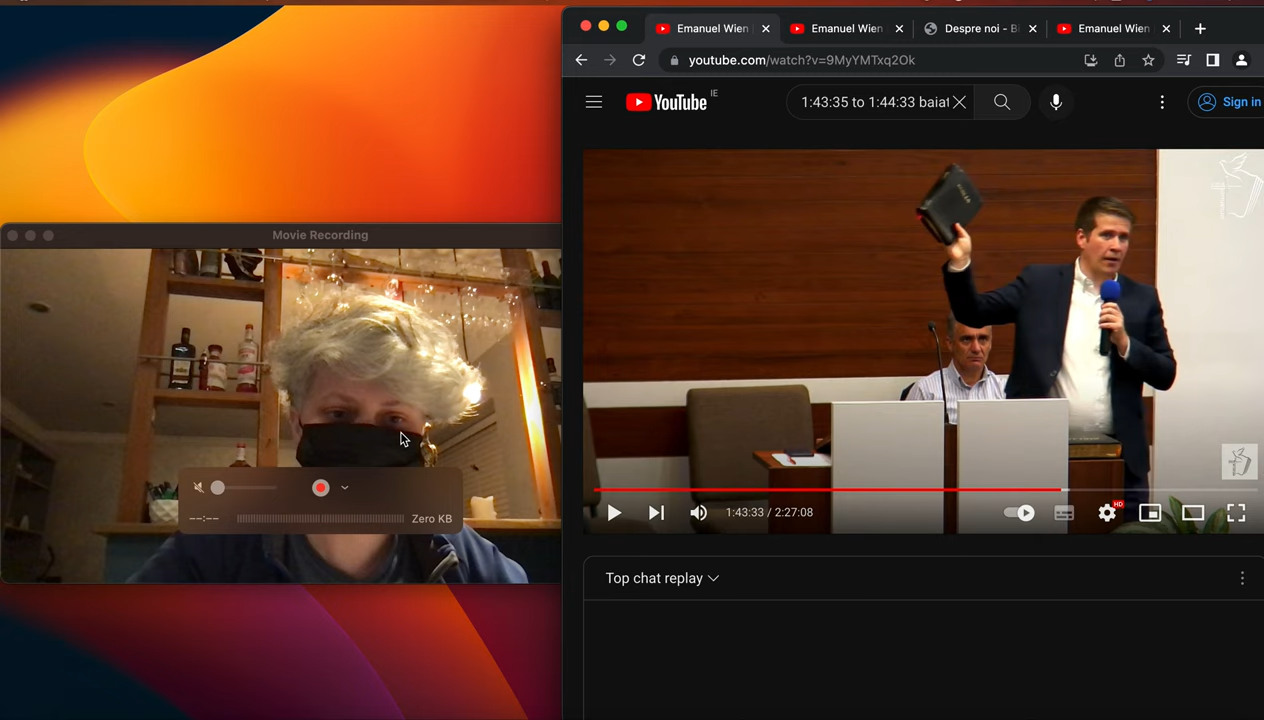 Movie Recording
--:--
Zero KB
Emanuel Wien
Emanuel Wien
Despre noi - Bi
Emanuel Wien
youtube.com/watch?v=9MyYMTxq2Ok
YouTube
IE
1:43:35 to 1:44:33 baiat
Sign in
1:43:33 / 2:27:08
HD
Top chat replay